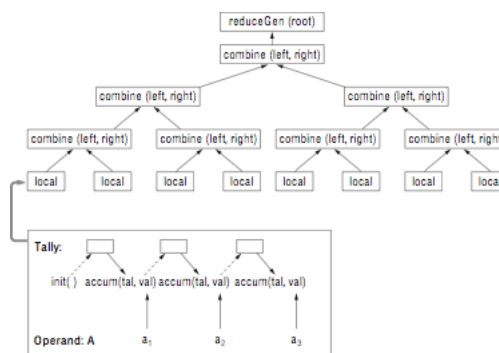 reduceGen (root)
combine (left, right)
combine (left, right) combine (left, right)
combine (left, right) combine (left, right) combine (left, right) combine (left, right)
local local local local local local local local
Tally:
init( ) accum(tal, val) accum(tal, val) accum(tal, val)
Operand: A a1 a2 a3